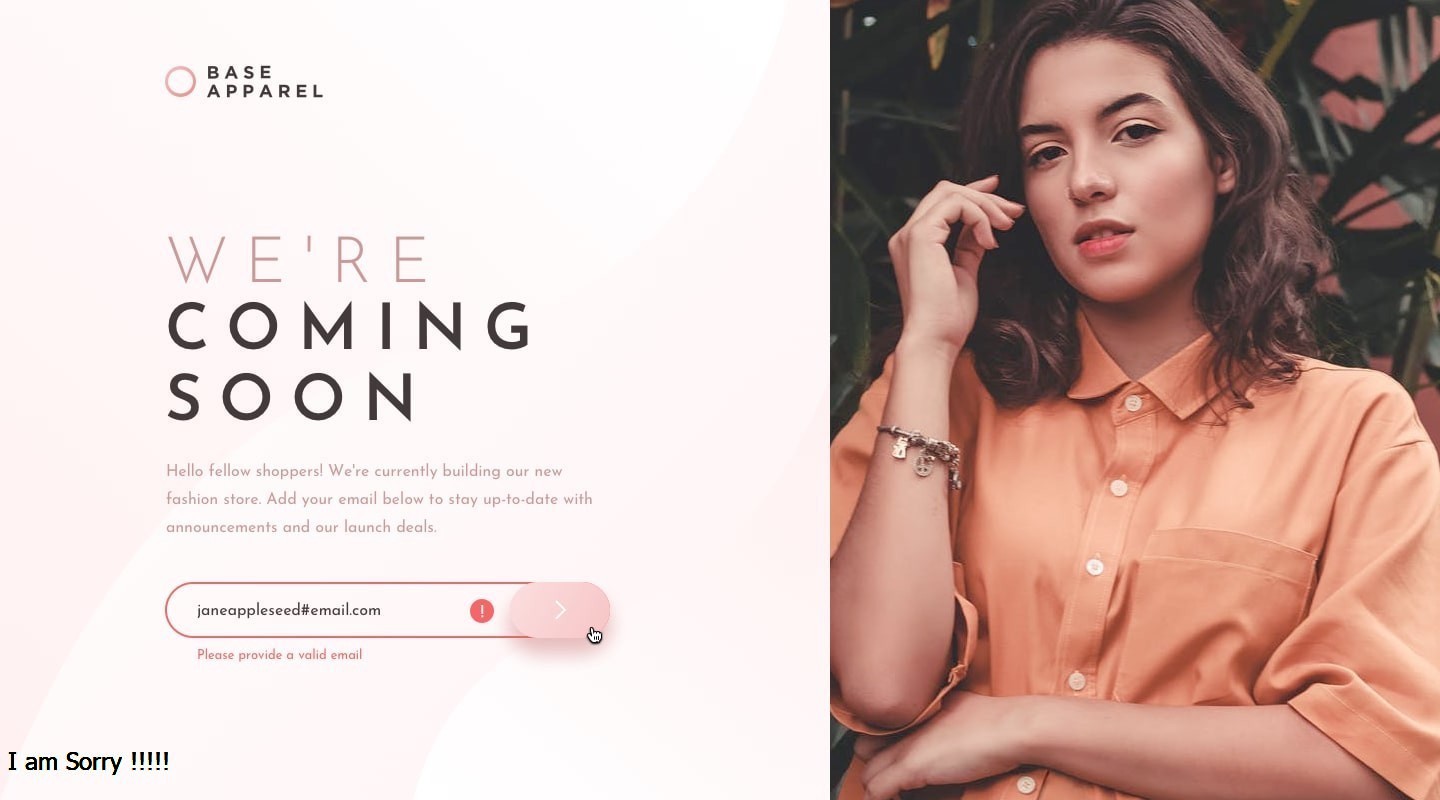 BASE
APPAREL
WE'RE
COMING
SOON
Hello fellow shoppers! We're currently building our new
fashion store. Add your email below to stay up-to-date with
announcements and our launch deals.
janeappleseed#email.com
!
Please provide a valid email
I am Sorry !!!!!